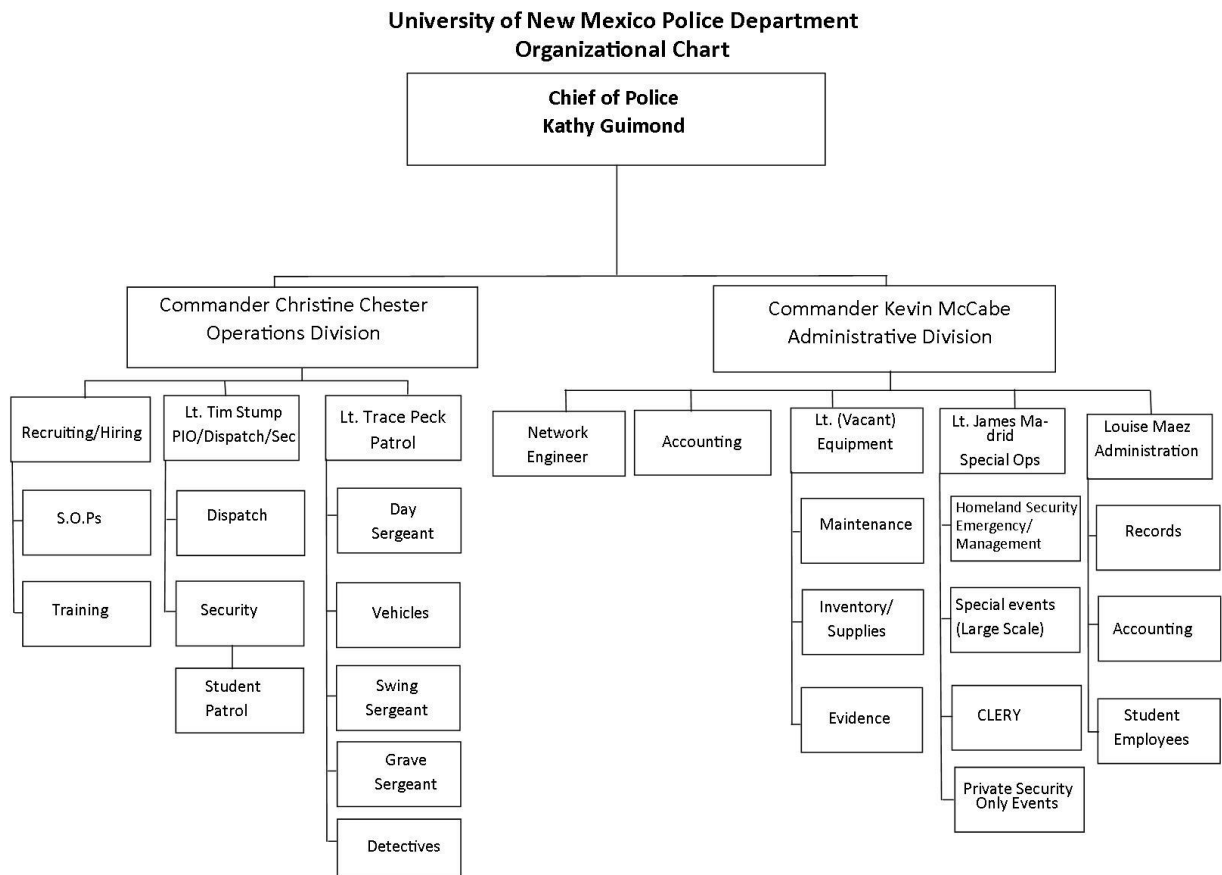 University of New Mexico Police Department
Organizational Chart
Chief of Police
Kathy Guimond
Commander Christine Chester
Operations Division
Commander Kevin McCabe
Administrative Division
Recruiting/Hiring
S.O.Ps
Training
Lt. Tim Stump
PIO/Dispatch/Sec
Dispatch
Security
Student
Patrol
Lt. Trace Peck
Patrol
Day
Sergeant
Vehicles
Swing
Sergeant
Grave
Sergeant
Detectives
Network
Engineer
Accounting
Lt. (Vacant)
Equipment
Maintenance
Inventory/
Supplies
Evidence
Lt. James Ma-
drid
Special Ops
Homeland Security
Emergency/
Management
Special events
(Large Scale)
CLERY
Private Security
Only Events
Louise Maez
Administration
Records
Accounting
Student
Employees